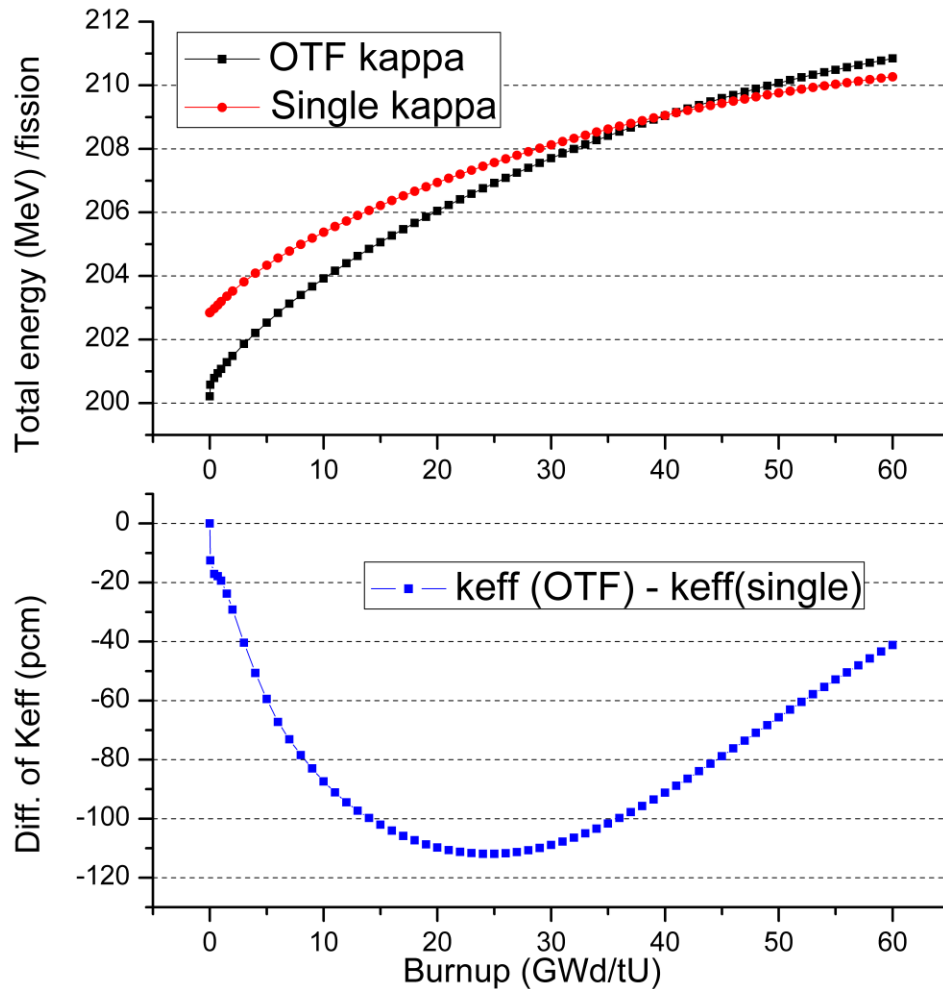 Total energy (MeV) /fission
212
210
208
206
204
202
200
OTF kappa
Single kappa
0 10 20 30 40 50 60
Diff. of Keff (pcm)
0
-20
-40
-60
-80
-100
-120
keff (OTF) - keff(single)
0 10 20 30 40 50 60
Burnup (GWd/tU)